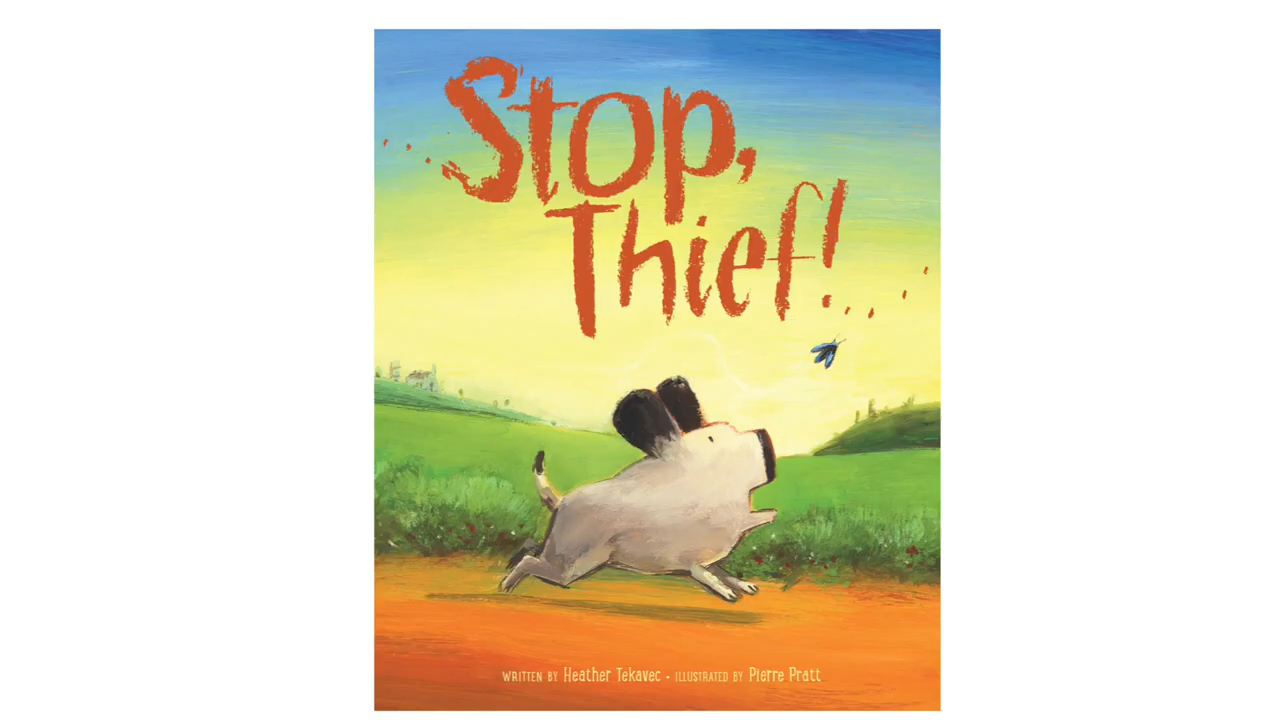 Stop,
Thief!
WRITTEN BY Heather Tekavec • ILLUSTRATED BY Pierre Pratt